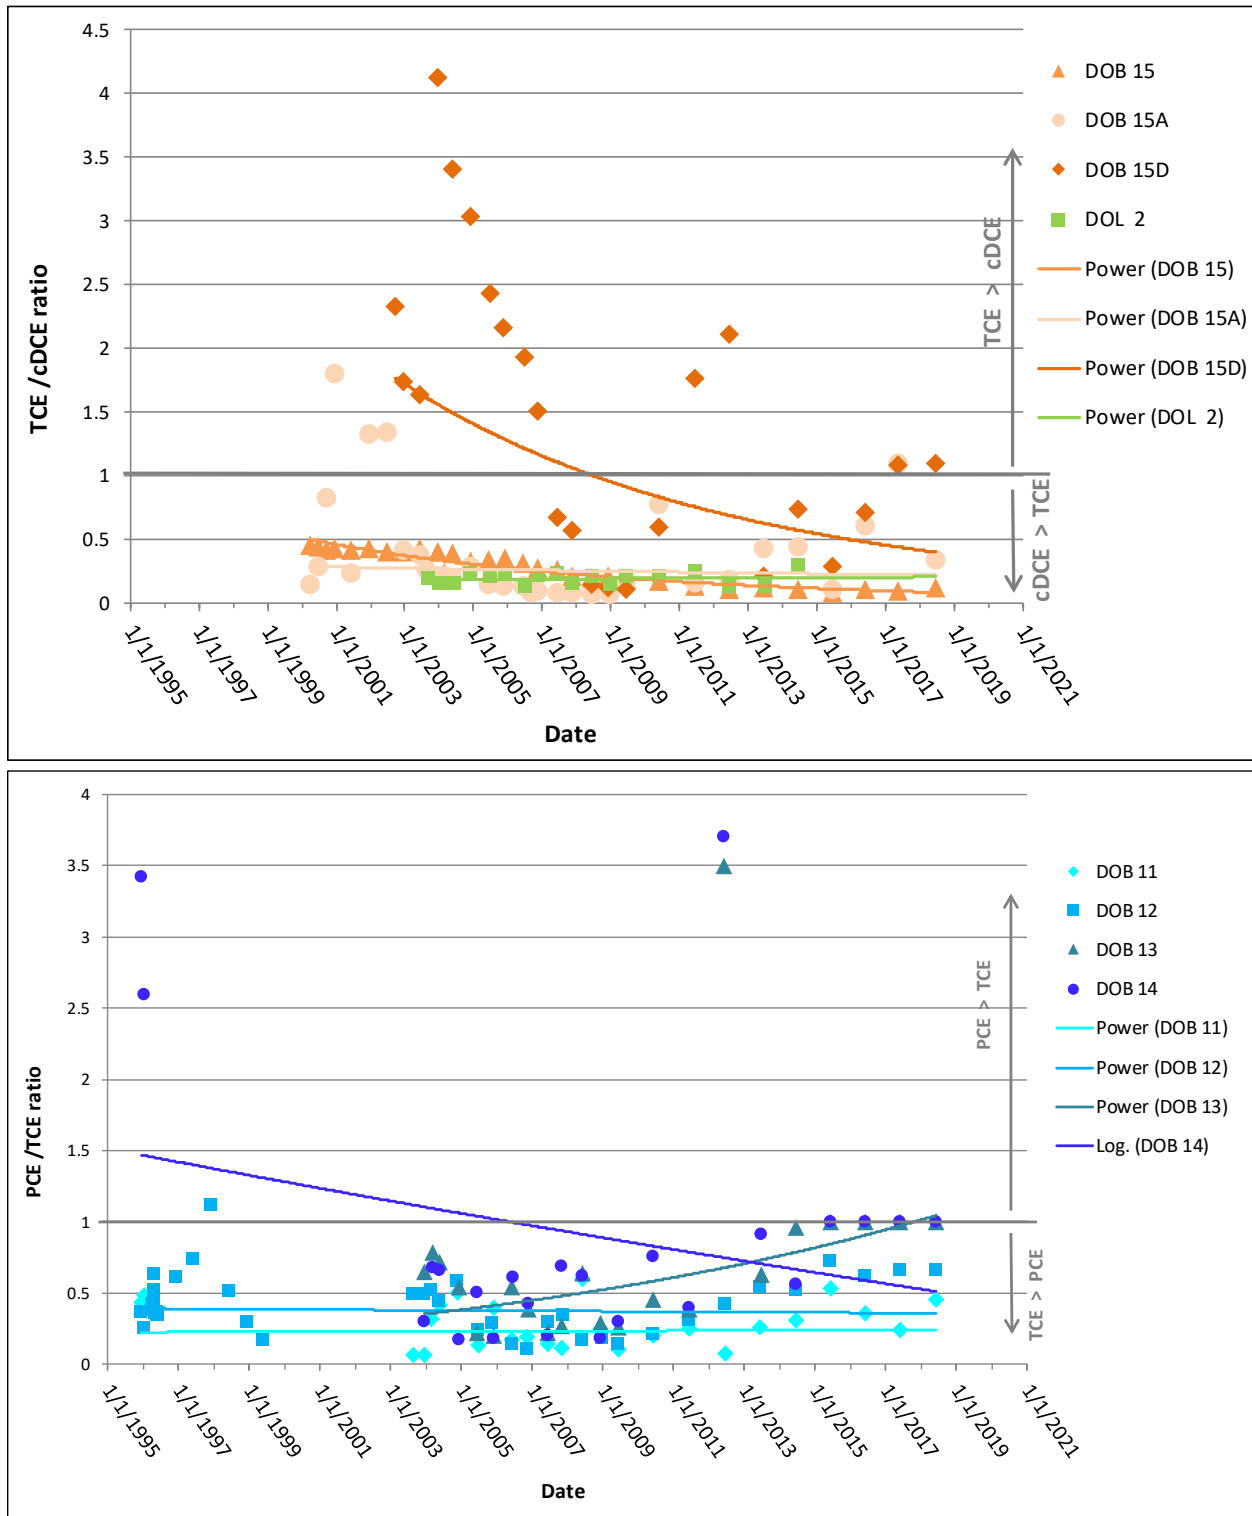 4.5
4
3.5
3
2.5
2
1.5
1
0.5
0
TCE /cDCE ratio
1/1/1995
1/1/1997
1/1/1999
1/1/2001
1/1/2003
1/1/2005
1/1/2007
1/1/2009
1/1/2011
1/1/2013
1/1/2015
1/1/2017
1/1/2019
1/1/2021
Date
TCE > cDCE
cDCE > TCE
DOB 15
DOB 15A
DOB 15D
DOL 2
Power (DOB 15)
Power (DOB 15A)
Power (DOB 15D)
Power (DOL 2)
4
3.5
3
2.5
2
1.5
1
0.5
0
PCE /TCE ratio
1/1/1995
1/1/1997
1/1/1999
1/1/2001
1/1/2003
1/1/2005
1/1/2007
1/1/2009
1/1/2011
1/1/2013
1/1/2015
1/1/2017
1/1/2019
1/1/2021
Date
PCE > TCE
TCE > PCE
DOB 11
DOB 12
DOB 13
DOB 14
Power (DOB 11)
Power (DOB 12)
Power (DOB 13)
Log. (DOB 14)